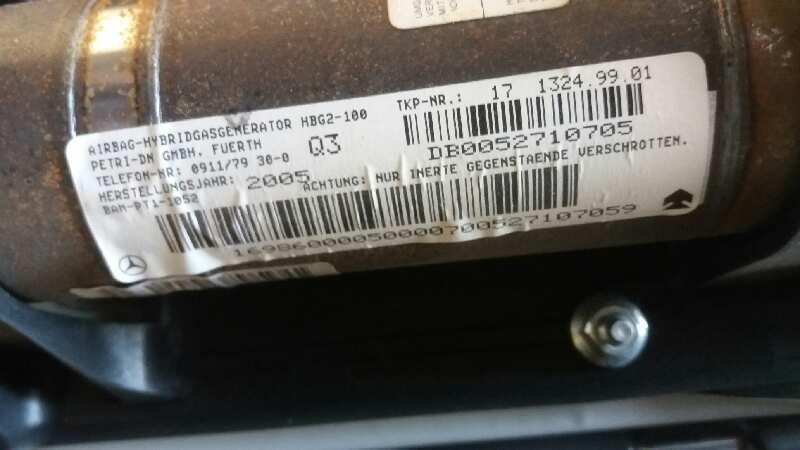 AIRBAG-HYBRIDGASGENERATOR HBG2-100
PETRI-DN GMBH. FUERTH
Q3
TELEFON-NR: 0911/79 30-0
HERSTELLUNGSJAHR: 2005
BAM-PT1-1052
TKP-NR.: 17 1324.99.01
DB0052710705
ACHTUNG: NUR INERTE GEGENSTAENDE VERSCHROTTEN.
16986000050000700527107059